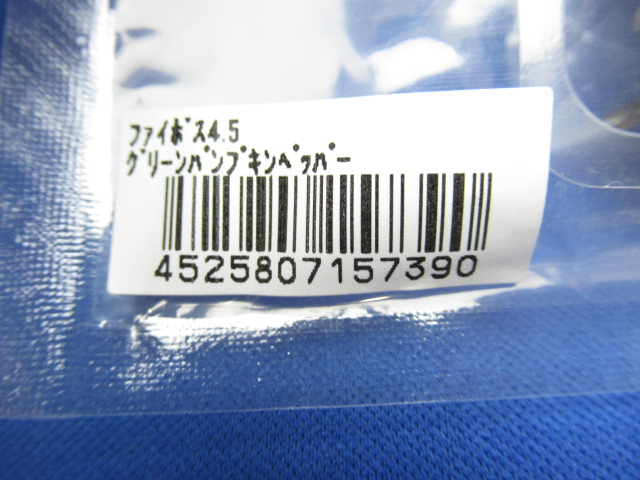 ﾌｧｲﾎﾞｽ4.5
ｸﾞﾘｰﾝﾊﾟﾝﾌﾟｷﾝﾍﾟｯﾊﾟｰ
4525807157390